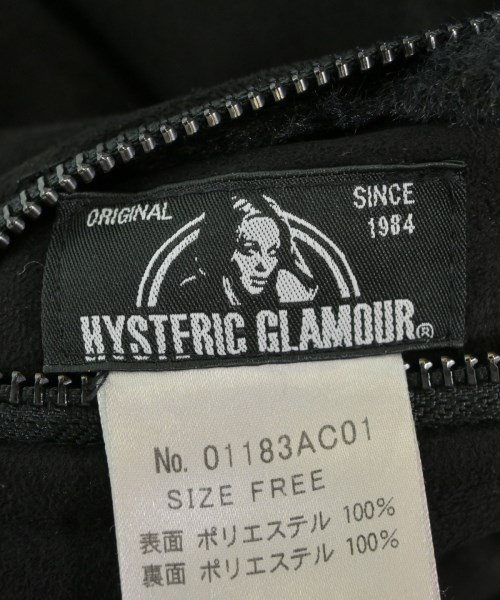 ORIGINAL
SINCE
1984
HYSTERIC GLAMOUR®
No. 01183AC01
SIZE FREE
表面 ポリエステル 100%
裏面 ポリエステル 100%